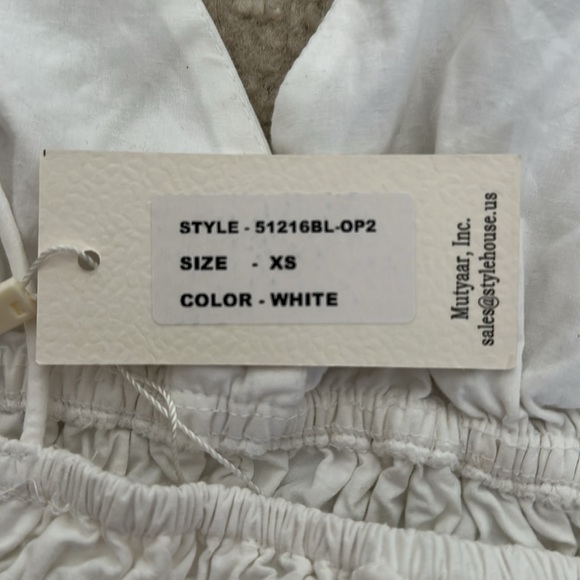 STYLE - 51216BL-OP2
SIZE - XS
COLOR - WHITE
Mutyaar, Inc.
sales@stylehouse.us